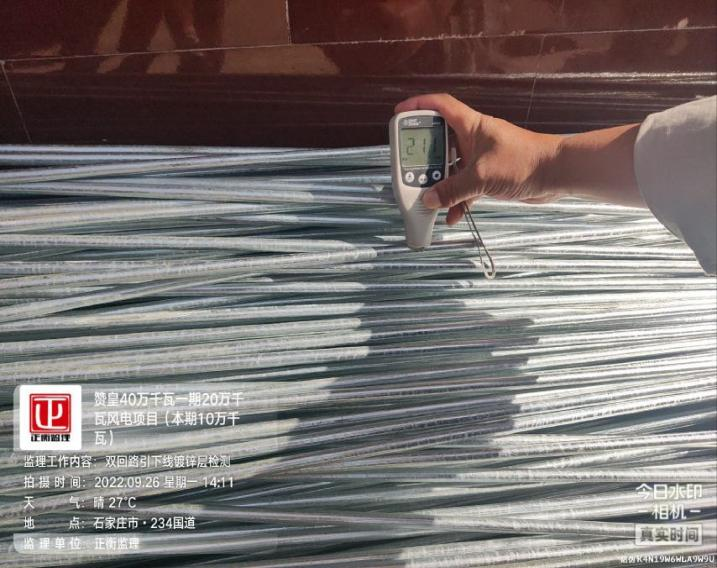 赞皇40万千瓦一期20万千
瓦风电项目（本期10万千
瓦）
正衡监理
监理工作内容：双回路引下线镀锌层检测
拍摄时间：2022.09.26 星期一 14:11
天气：晴 27℃
地点：石家庄市·234国道
监理单位：正衡监理
今日水印
相机
真实时间
防伪 K4N19W6WLA9W9U